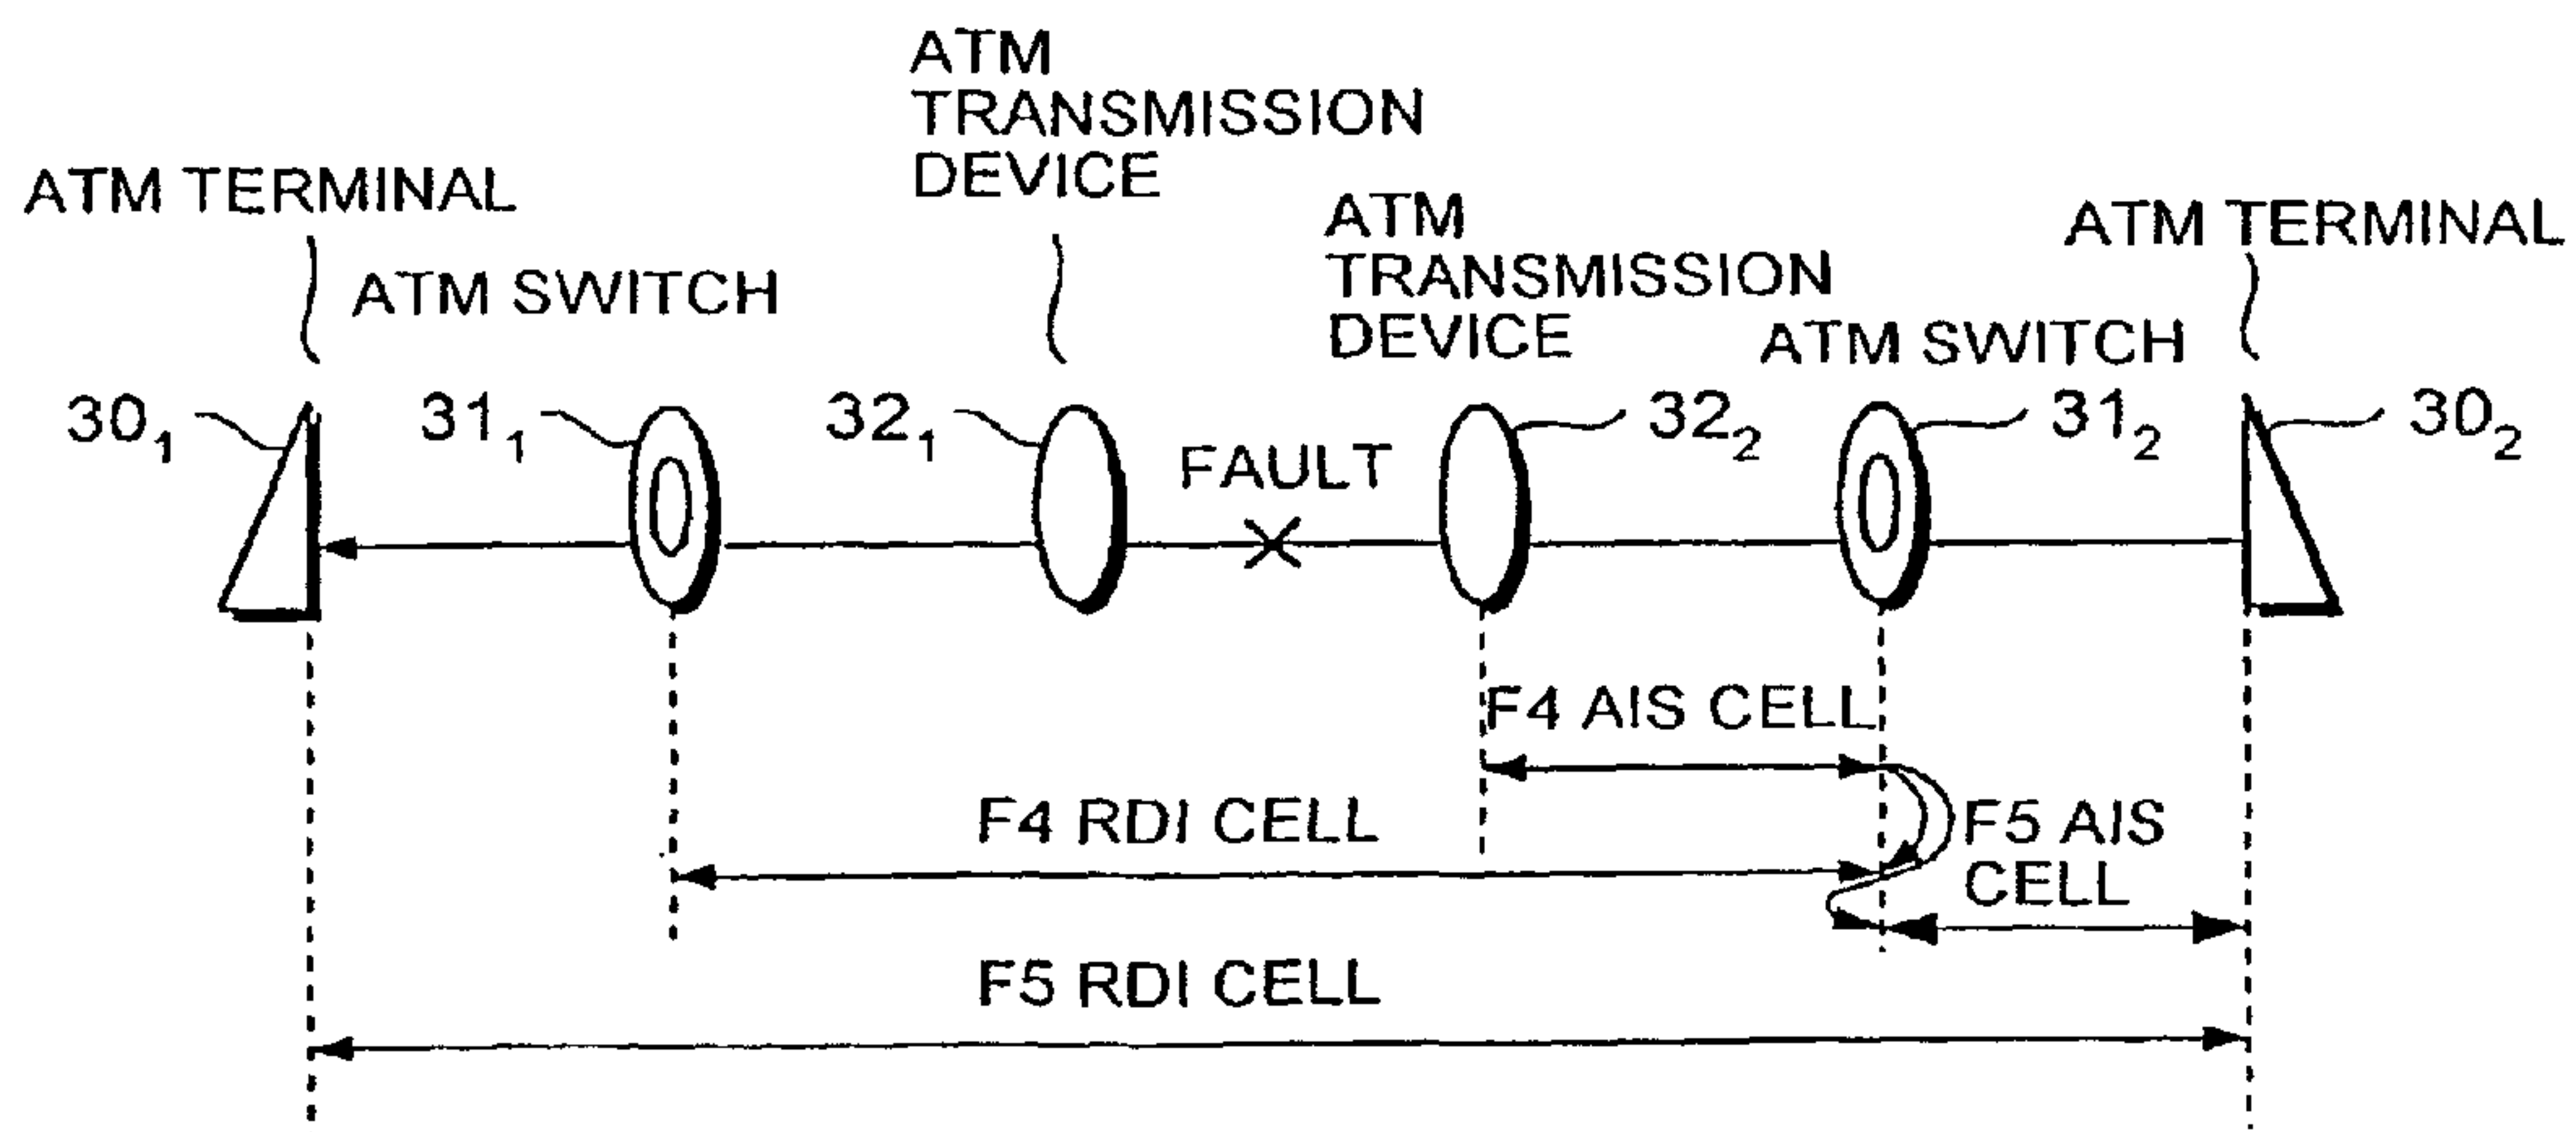 ATM
TRANSMISSION
DEVICE
ATM TERMINAL
ATM
TRANSMISSION
DEVICE
ATM TERMINAL
ATM SWITCH
ATM SWITCH
30₁
31₁
32₁
FAULT
32₂
31₂
30₂
F4 AIS CELL
F4 RDI CELL
F5 AIS
CELL
F5 RDI CELL